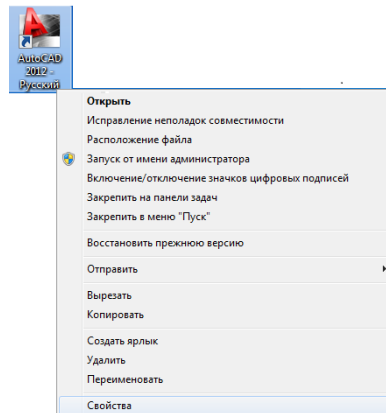 AutoCAD
2012 -
Русский
Открыть
Исправление неполадок совместимости
Расположение файла
Запуск от имени администратора
Включение/отключение значков цифровых подписей
Закрепить на панели задач
Закрепить в меню "Пуск"
Восстановить прежнюю версию
Отправить
Вырезать
Копировать
Создать ярлык
Удалить
Переименовать
Свойства